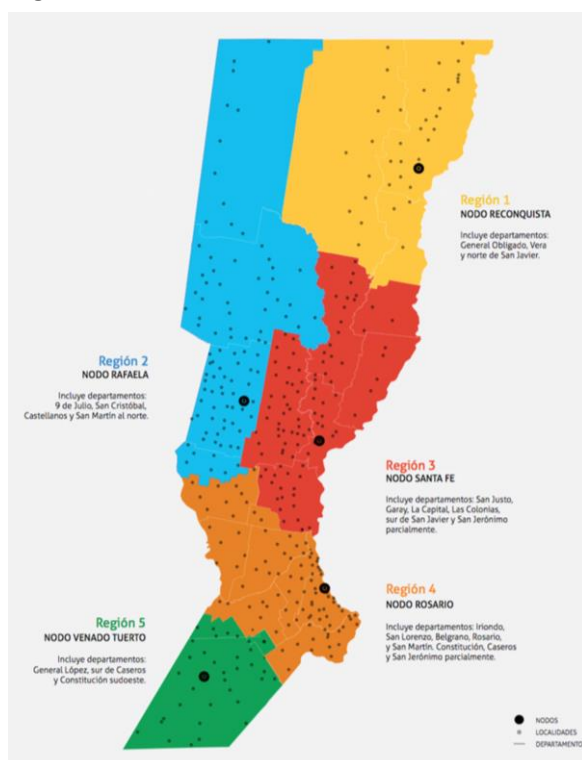 Región 1
NODO RECONQUISTA
Incluye departamentos:
General Obligado, Vera
y norte de San Javier.
Región 2
NODO RAFAELA
Incluye departamentos:
9 de Julio, San Cristóbal,
Castellanos y San Martín al norte.
Región 3
NODO SANTA FE
Incluye departamentos: San Justo,
Garay, La Capital, Las Colonias,
sur de San Javier y San Jerónimo
parcialmente.
Región 4
NODO ROSARIO
Incluye departamentos: Iriondo,
San Lorenzo, Belgrano, Rosario,
y San Martín. Constitución, Caseros
y San Jerónimo parcialmente.
Región 5
NODO VENADO TUERTO
Incluye departamentos:
General López, sur de Caseros
y Constitución sudoeste.
NODOS
LOCALIDADES
DEPARTAMENTO